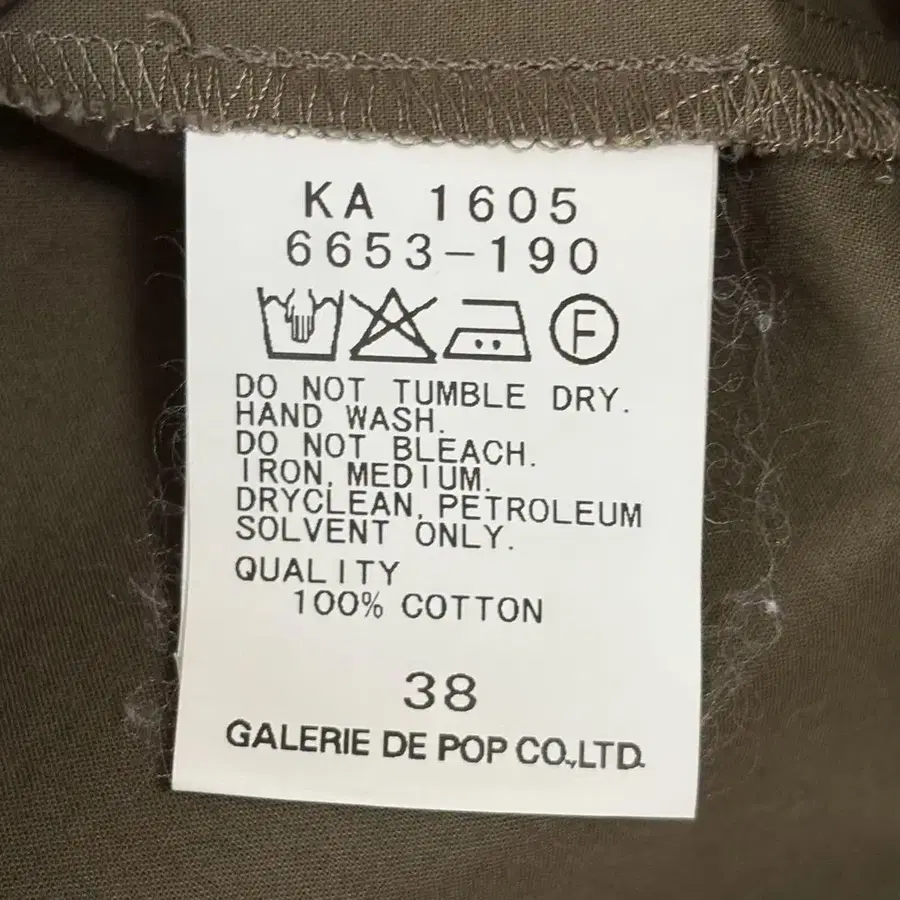 KA 1605
6653-190
F
DO NOT TUMBLE DRY.
HAND WASH.
DO NOT BLEACH.
IRON, MEDIUM.
DRYCLEAN, PETROLEUM
SOLVENT ONLY.
QUALITY
100% COTTON
38
GALERIE DE POP CO.,LTD.